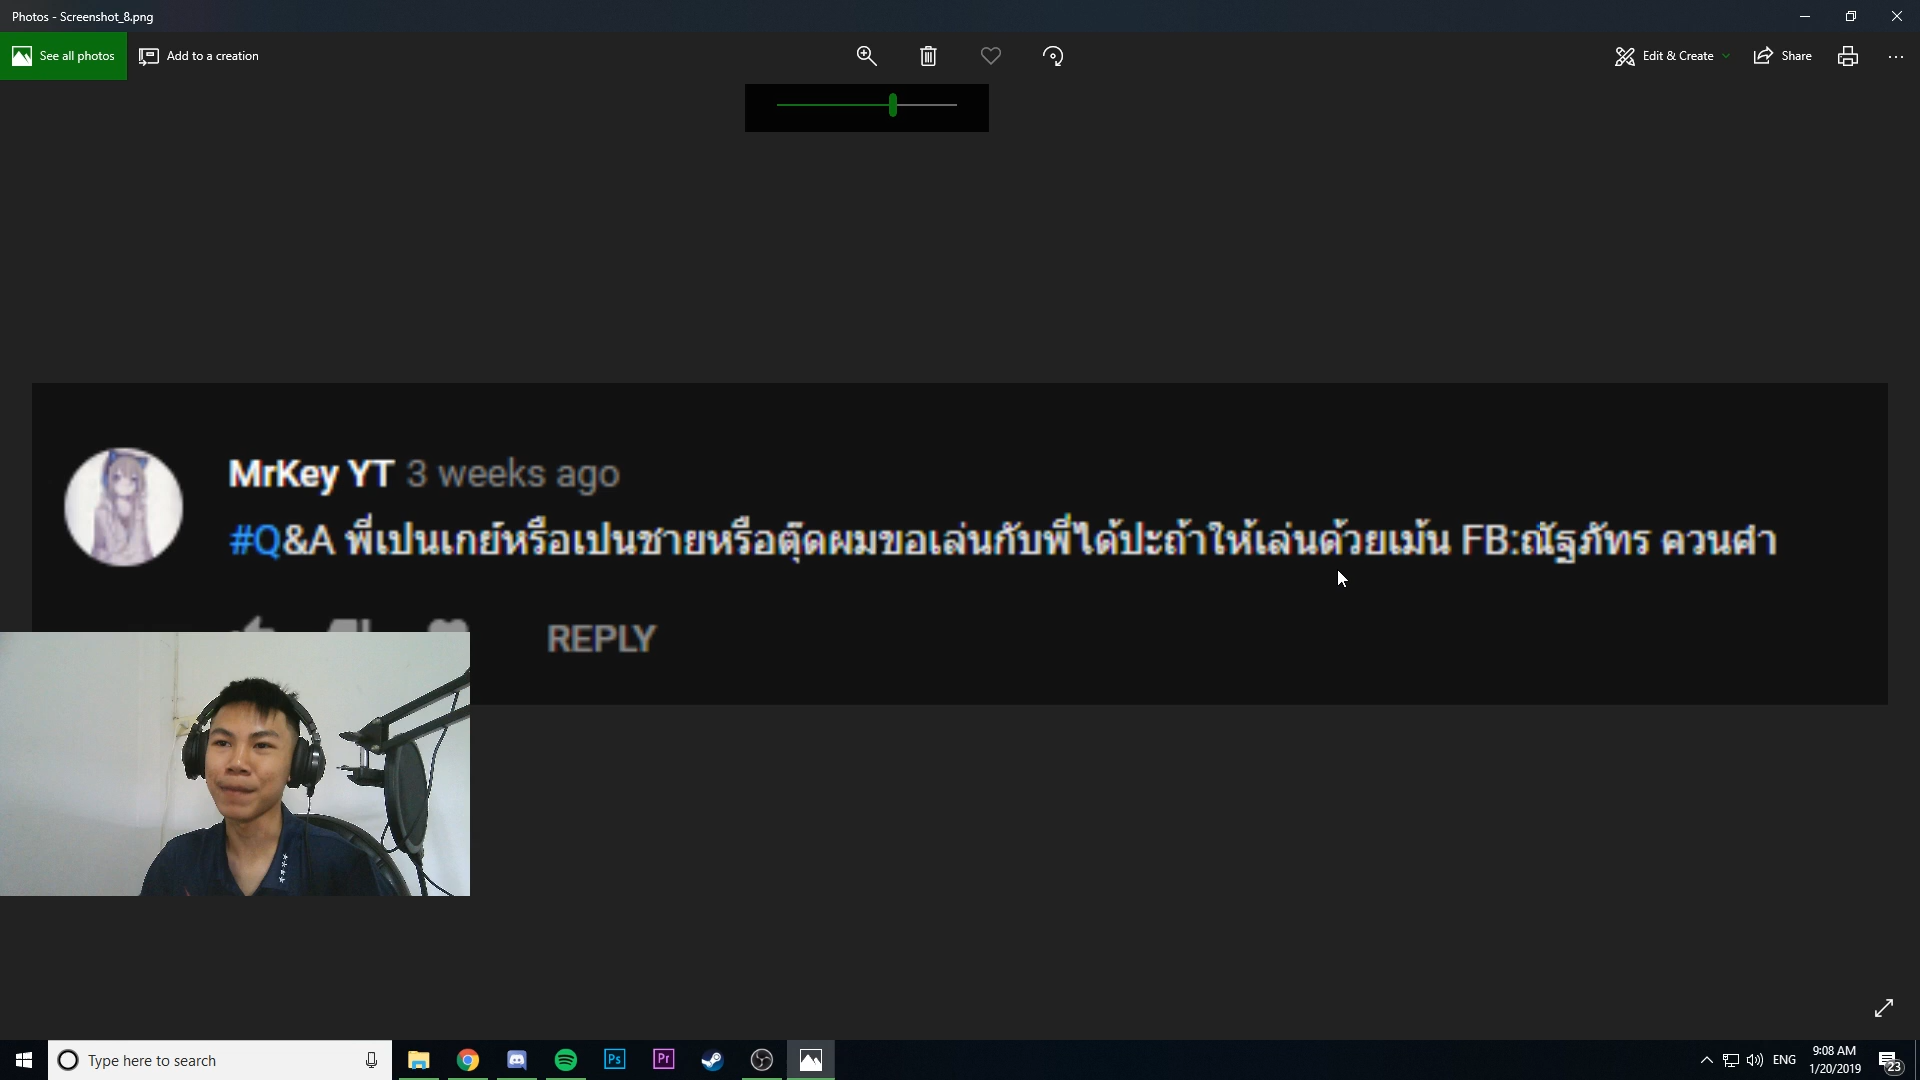 Photos - Screenshot_8.png
See all photos
Add to a creation
Edit & Create
Share
MrKey YT 3 weeks ago
#Q&A พี่เปนเกย์หรือเปนชายหรือตุ๊ดผมขอเล่นกับพี่ได้ปะถ้าให้เล่นด้วยเม้น FB:ณัฐภัทร ควนศำ
REPLY
Type here to search
Ps
Pr
ENG
9:08 AM
1/20/2019
23